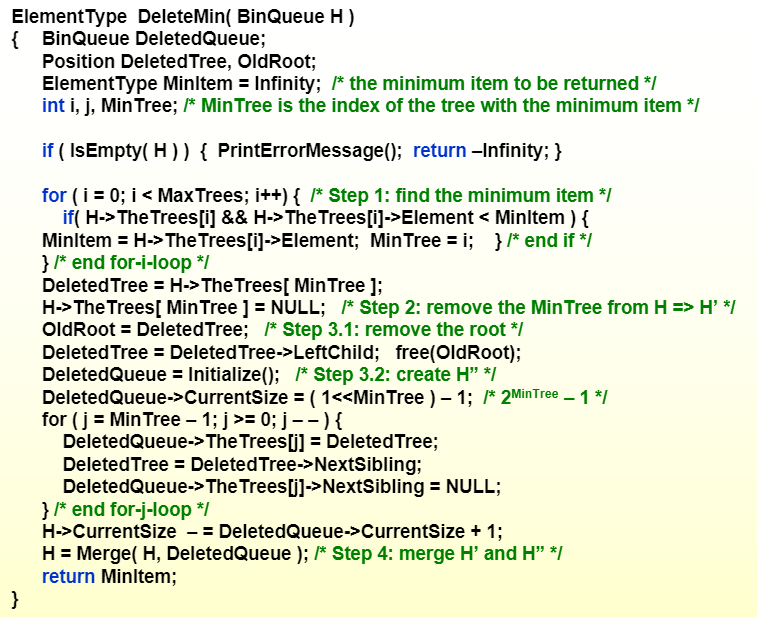 ElementType DeleteMin( BinQueue H )
{ BinQueue DeletedQueue;
Position DeletedTree, OldRoot;
ElementType MinItem = Infinity; /* the minimum item to be returned */
int i, j, MinTree; /* MinTree is the index of the tree with the minimum item */
if ( IsEmpty( H ) ) { PrintErrorMessage(); return –Infinity; }
for ( i = 0; i < MaxTrees; i++) { /* Step 1: find the minimum item */
if( H->TheTrees[i] && H->TheTrees[i]->Element < MinItem ) {
MinItem = H->TheTrees[i]->Element; MinTree = i; } /* end if */
} /* end for-i-loop */
DeletedTree = H->TheTrees[ MinTree ];
H->TheTrees[ MinTree ] = NULL; /* Step 2: remove the MinTree from H => H’ */
OldRoot = DeletedTree; /* Step 3.1: remove the root */
DeletedTree = DeletedTree->LeftChild; free(OldRoot);
DeletedQueue = Initialize(); /* Step 3.2: create H” */
DeletedQueue->CurrentSize = ( 1<<MinTree ) – 1; /* 2^MinTree – 1 */
for ( j = MinTree – 1; j >= 0; j – – ) {
DeletedQueue->TheTrees[j] = DeletedTree;
DeletedTree = DeletedTree->NextSibling;
DeletedQueue->TheTrees[j]->NextSibling = NULL;
} /* end for-j-loop */
H->CurrentSize – = DeletedQueue->CurrentSize + 1;
H = Merge( H, DeletedQueue ); /* Step 4: merge H’ and H” */
return MinItem;
}